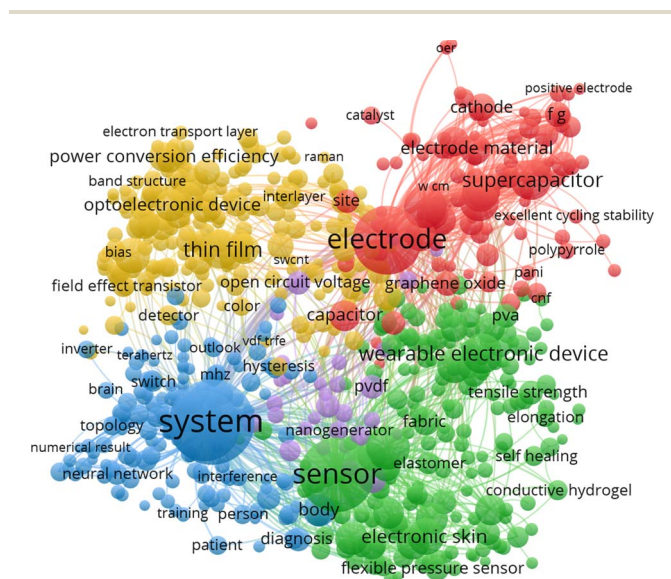 oer
positive electrode
cathode
f g
catalyst
electron transport layer
electrode material
power conversion efficiency
raman
band structure
w cm
supercapacitor
interlayer
site
optoelectronic device
excellent cycling stability
electrode
thin film
bias
polypyrrole
swcnt
pani
field effect transistor
open circuit voltage
graphene oxide
cnf
color
detector
capacitor
pva
inverter
terahertz
outlook
vdf trfe
wearable electronic device
hysteresis
mhz
switch
brain
pvdf
tensile strength
system
topology
nanogenerator
fabric
elongation
numerical result
neural network
interference
sensor
elastomer
self healing
conductive hydrogel
training
person
body
patient
diagnosis
electronic skin
flexible pressure sensor